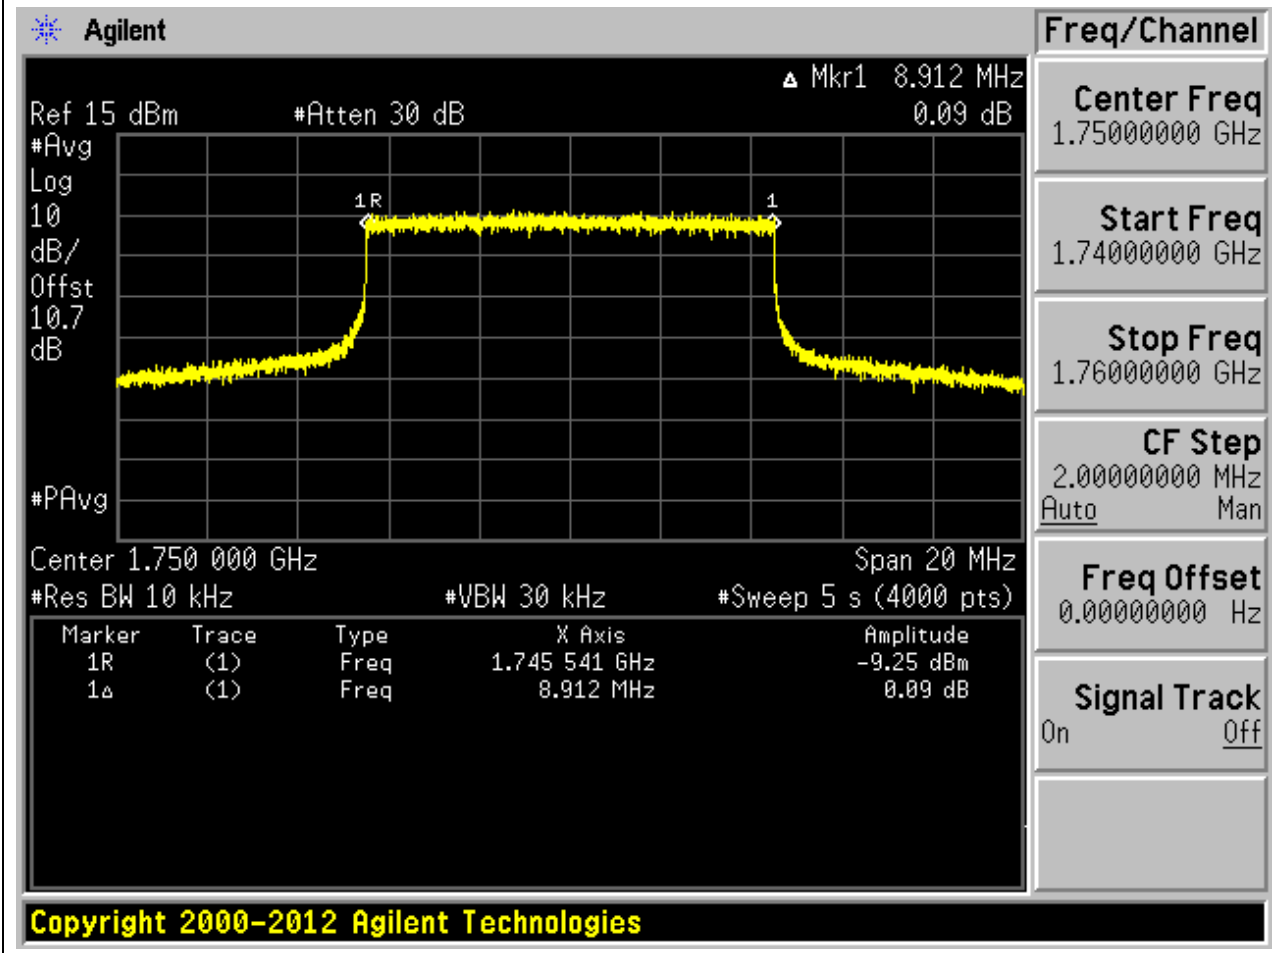 Agilent
Freq/Channel
▵ Mkr1 8.912 MHz
Ref 15 dBm #Atten 30 dB 0.09 dB
#Avg
Log
10
dB/
Offst
10.7
dB
#PAvg
1R
1
Center 1.750 000 GHz Span 20 MHz
#Res BW 10 kHz #VBW 30 kHz #Sweep 5 s (4000 pts)
Marker Trace Type X Axis Amplitude
1R (1) Freq 1.745 541 GHz -9.25 dBm
1▵ (1) Freq 8.912 MHz 0.09 dB
Center Freq
1.75000000 GHz
Start Freq
1.74000000 GHz
Stop Freq
1.76000000 GHz
CF Step
2.00000000 MHz
Auto Man
Freq Offset
0.00000000 Hz
Signal Track
On Off
Copyright 2000-2012 Agilent Technologies